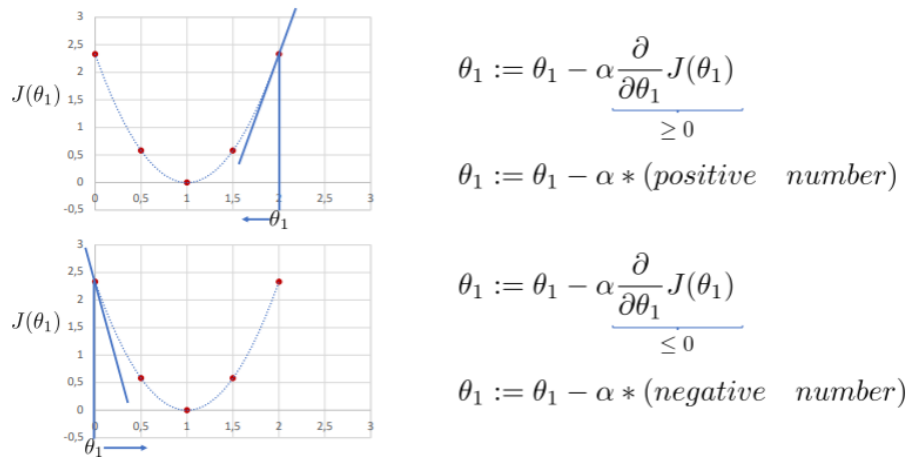 3
2,5
2
1,5
1
0,5
0
-0,5
J(θ₁)
0 0,5 1 1,5 2 2,5 3
θ₁
θ₁ := θ₁ − α ∂/∂θ₁ J(θ₁)
≥ 0
θ₁ := θ₁ − α ∗ (positive number)
3
2,5
2
1,5
1
0,5
0
-0,5
J(θ₁)
0 0,5 1 1,5 2 2,5 3
θ₁
θ₁ := θ₁ − α ∂/∂θ₁ J(θ₁)
≤ 0
θ₁ := θ₁ − α ∗ (negative number)